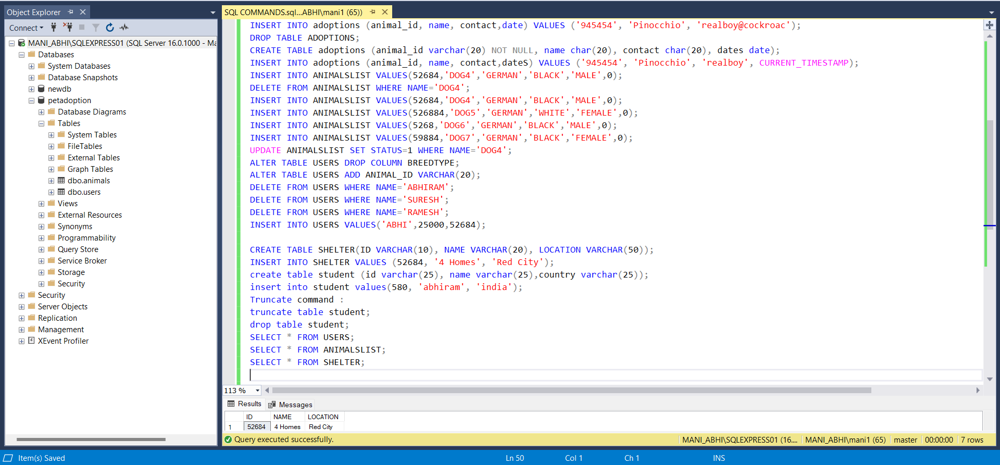 Object Explorer
SQL COMMANDS.sql...ABHI\mani1 (65))
Connect
MANI_ABHI\SQLEXPRESS01 (SQL Server 16.0.1000 - Ma
Databases
System Databases
Database Snapshots
newdb
petadoption
Database Diagrams
Tables
System Tables
FileTables
External Tables
Graph Tables
dbo.animals
dbo.users
Views
External Resources
Synonyms
Programmability
Query Store
Service Broker
Storage
Security
Security
Server Objects
Replication
Management
XEvent Profiler
INSERT INTO adoptions (animal_id, name, contact,date) VALUES ('945454', 'Pinocchio', 'realboy@cockroac');
DROP TABLE ADOPTIONS;
CREATE TABLE adoptions (animal_id varchar(20) NOT NULL, name char(20), contact char(20), dates date);
INSERT INTO adoptions (animal_id, name, contact,dateS) VALUES ('945454', 'Pinocchio', 'realboy', CURRENT_TIMESTAMP);
INSERT INTO ANIMALSLIST VALUES(52684,'DOG4','GERMAN','BLACK','MALE',0);
DELETE FROM ANIMALSLIST WHERE NAME='DOG4';
INSERT INTO ANIMALSLIST VALUES(52684,'DOG4','GERMAN','BLACK','MALE',0);
INSERT INTO ANIMALSLIST VALUES(526884,'DOG5','GERMAN','WHITE','FEMALE',0);
INSERT INTO ANIMALSLIST VALUES(5268,'DOG6','GERMAN','BLACK','MALE',0);
INSERT INTO ANIMALSLIST VALUES(59884,'DOG7','GERMAN','BLACK','FEMALE',0);
UPDATE ANIMALSLIST SET STATUS=1 WHERE NAME='DOG4';
ALTER TABLE USERS DROP COLUMN BREEDTYPE;
ALTER TABLE USERS ADD ANIMAL_ID VARCHAR(20);
DELETE FROM USERS WHERE NAME='ABHIRAM';
DELETE FROM USERS WHERE NAME='SURESH';
DELETE FROM USERS WHERE NAME='RAMESH';
INSERT INTO USERS VALUES('ABHI',25000,52684);
CREATE TABLE SHELTER(ID VARCHAR(10), NAME VARCHAR(20), LOCATION VARCHAR(50));
INSERT INTO SHELTER VALUES (52684, '4 Homes', 'Red City');
create table student (id varchar(25), name varchar(25),country varchar(25));
insert into student values(580, 'abhiram', 'india');
Truncate command :
truncate table student;
drop table student;
SELECT * FROM USERS;
SELECT * FROM ANIMALSLIST;
SELECT * FROM SHELTER;
113 %
Results Messages
ID NAME LOCATION
1 52684 4 Homes Red City
Query executed successfully. MANI_ABHI\SQLEXPRESS01 (16.... MANI_ABHI\mani1 (65) master 00:00:00 7 rows
Item(s) Saved Ln 50 Col 1 Ch 1 INS